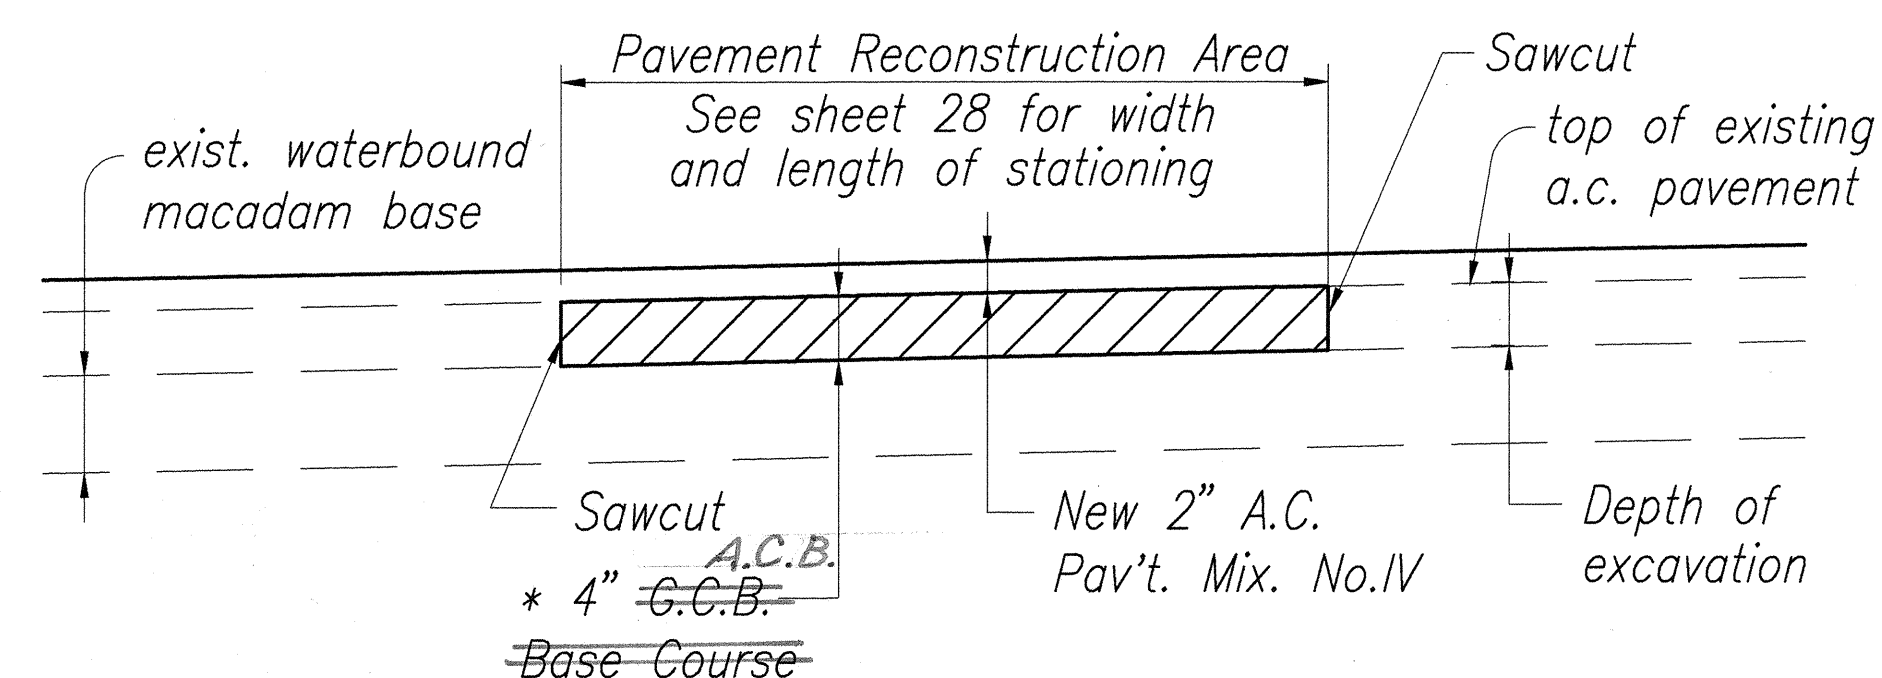 Pavement Reconstruction Area
See sheet 28 for width
and length of stationing
Sawcut
top of existing
a.c. pavement
exist. waterbound
macadam base
Sawcut
A.C.B.
* 4" G.C.B.
Base Course
New 2" A.C.
Pav't. Mix. No.IV
Depth of
excavation